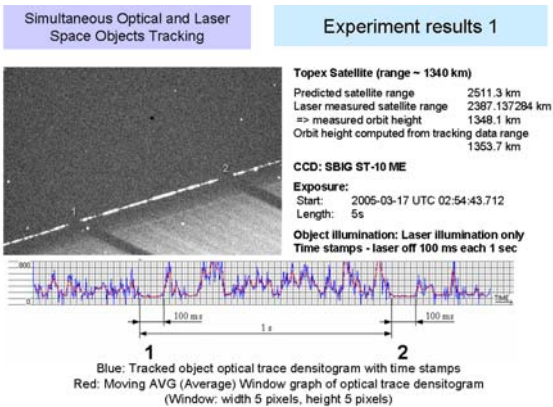 Simultaneous Optical and Laser
Space Objects Tracking
Experiment results 1
Topex Satellite (range ~ 1340 km)
Predicted satellite range 2511.3 km
Laser measured satellite range 2387.137284 km
=> measured orbit height 1348.1 km
Orbit height computed from tracking data range
1353.7 km
CCD: SBIG ST-10 ME
Exposure:
Start: 2005-03-17 UTC 02:54:43.712
Length: 5s
Object illumination: Laser illumination only
Time stamps - laser off 100 ms each 1 sec
2
1
800
0
TIME
100 ms
100 ms
1 s
1
2
Blue: Tracked object optical trace densitogram with time stamps
Red: Moving AVG (Average) Window graph of optical trace densitogram
(Window: width 5 pixels, height 5 pixels)